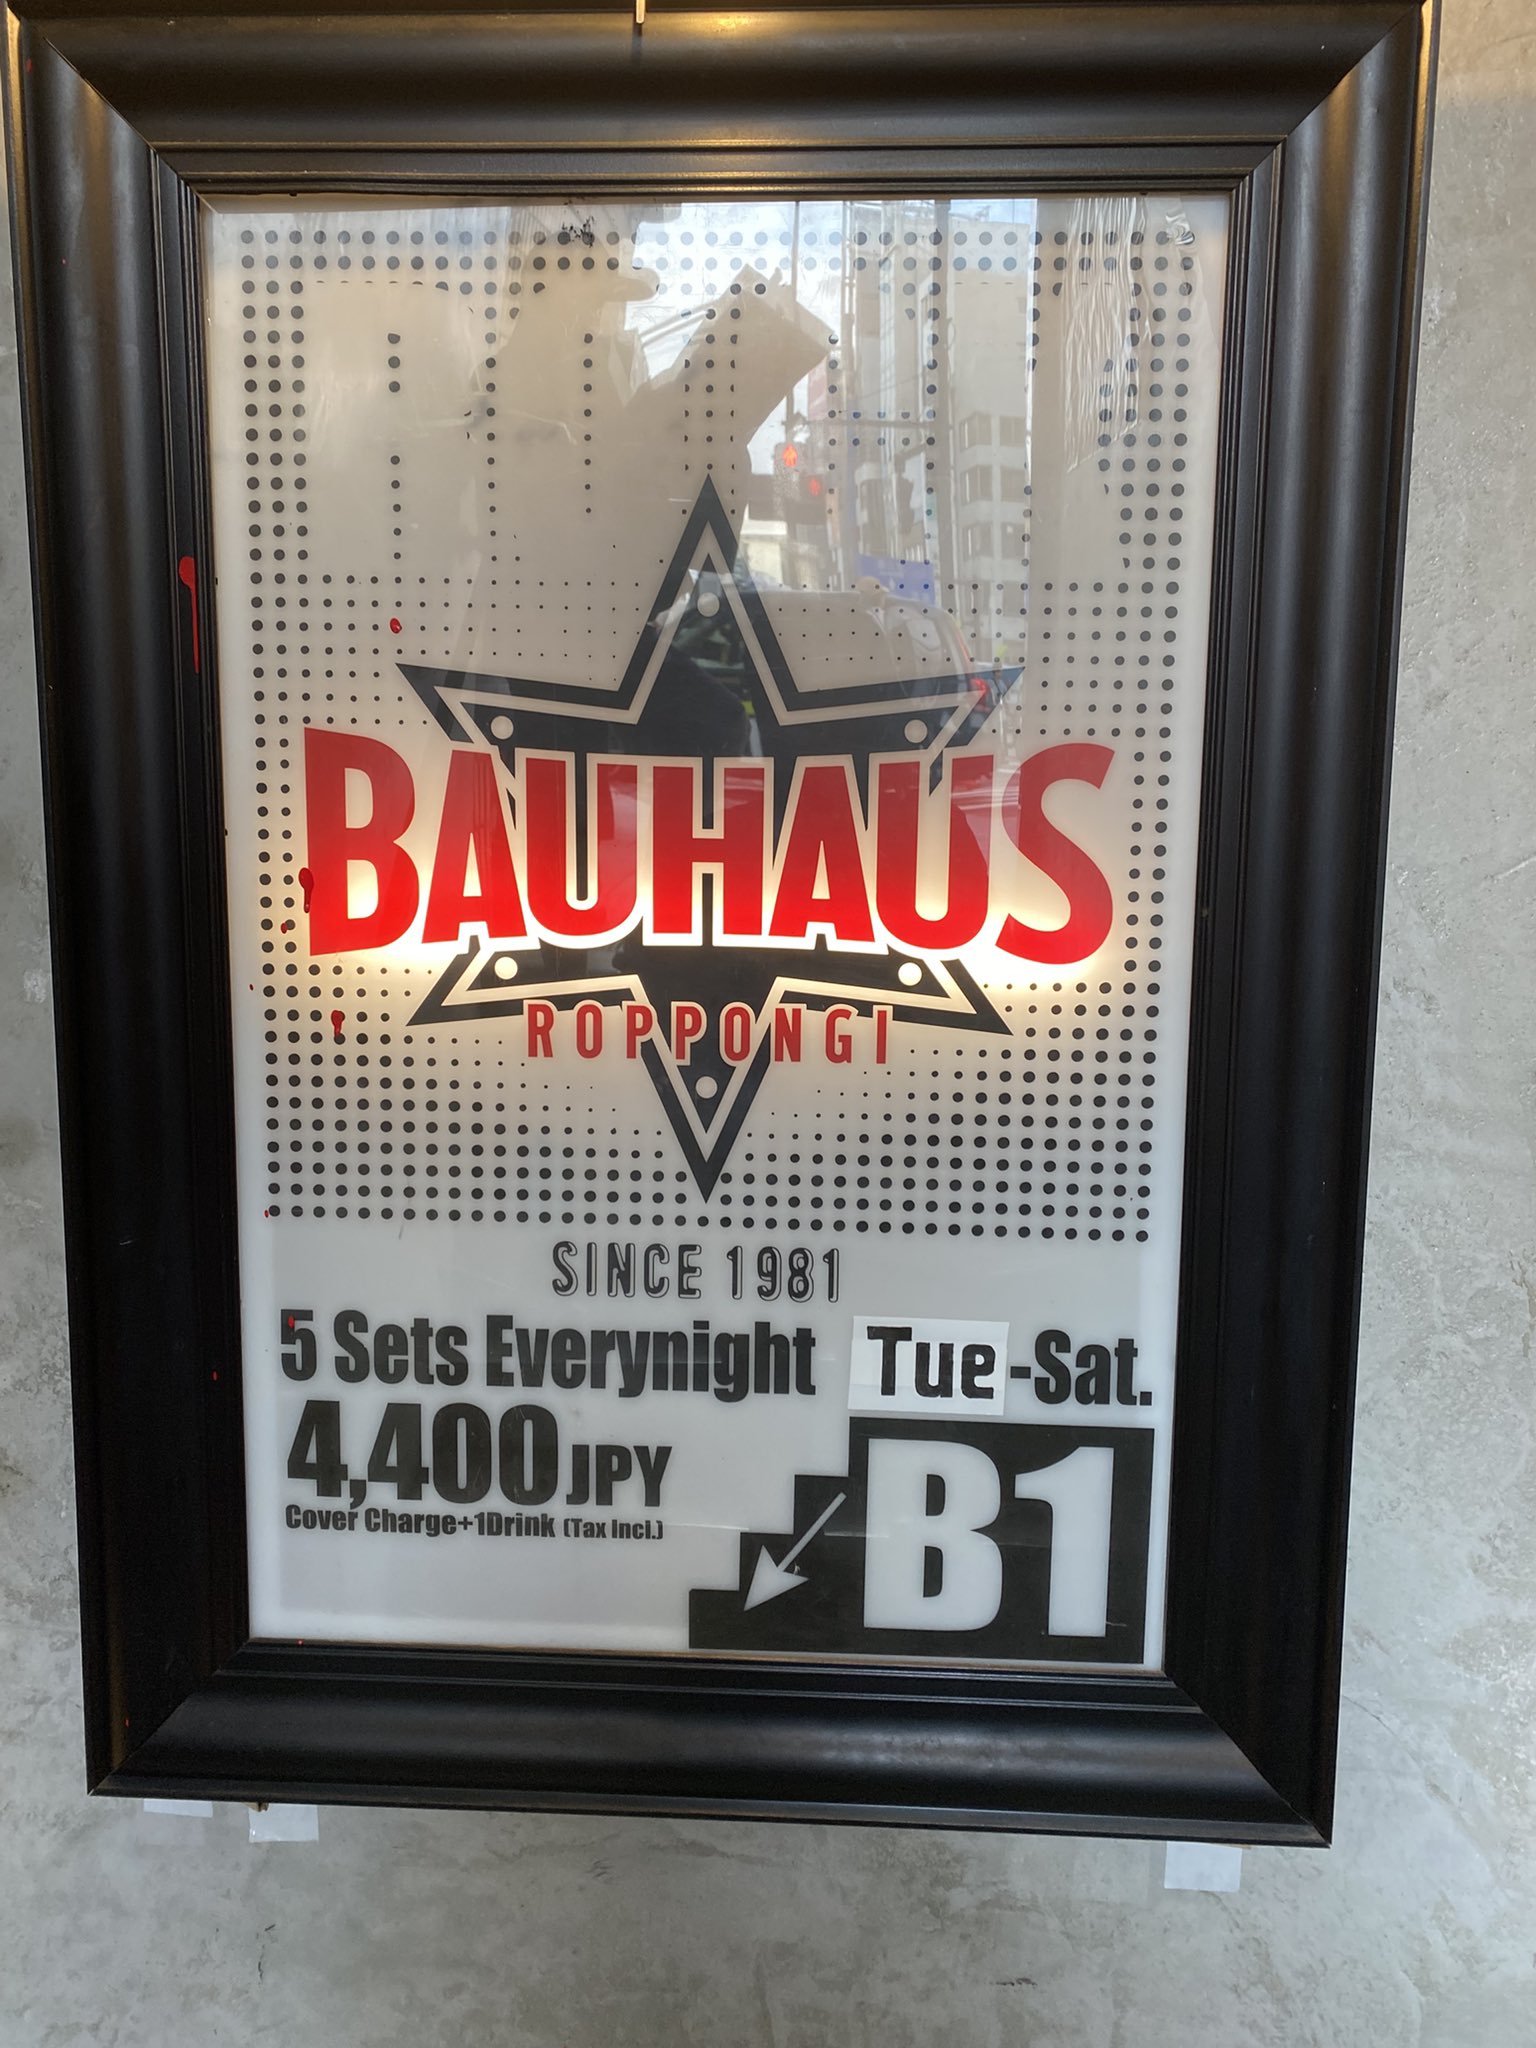 BAUHAUS
ROPPONGI
SINCE 1981
5 Sets Everynight Tue-Sat.
4,400 JPY
Cover Charge+1Drink (Tax Incl.)
B1